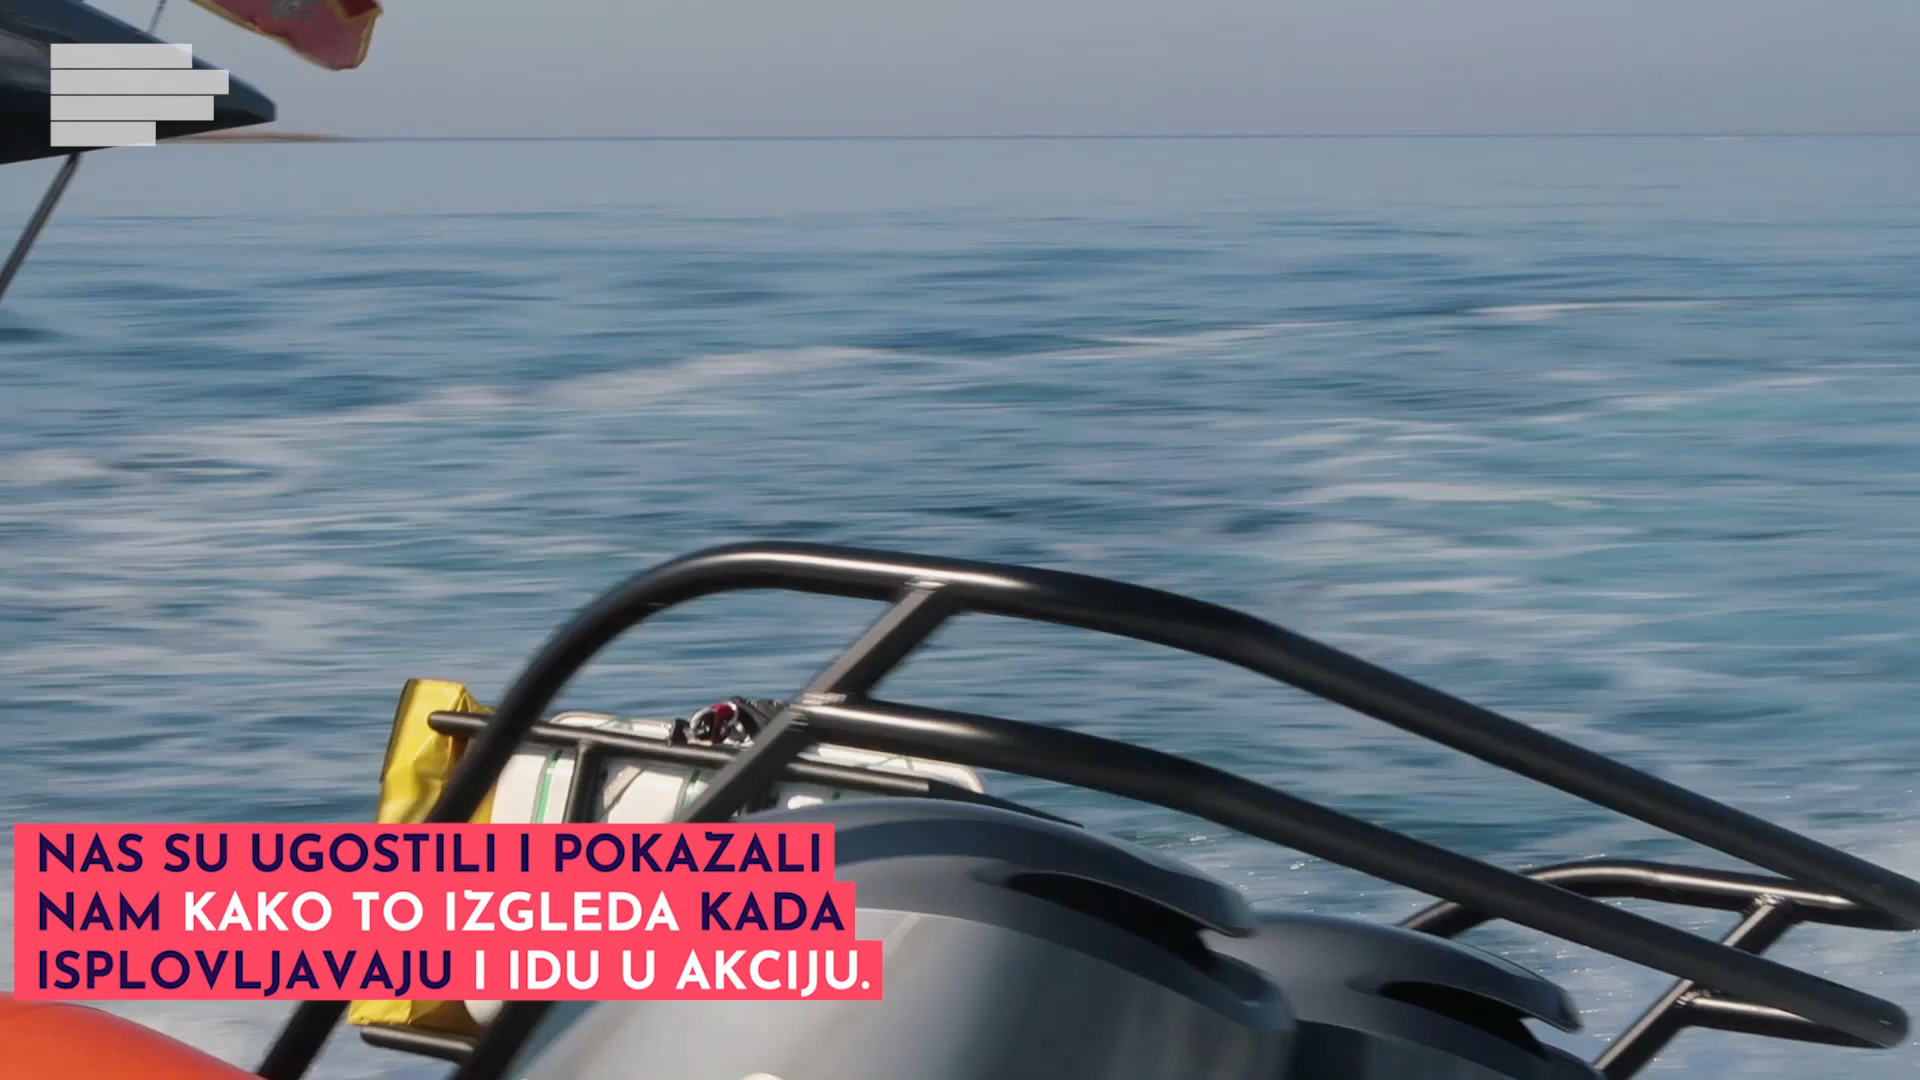 NAS SU UGOSTILI I POKAZALI
NAM KAKO TO IZGLEDA KADA
ISPLOVLJAVAJU I IDU U AKCIJU.